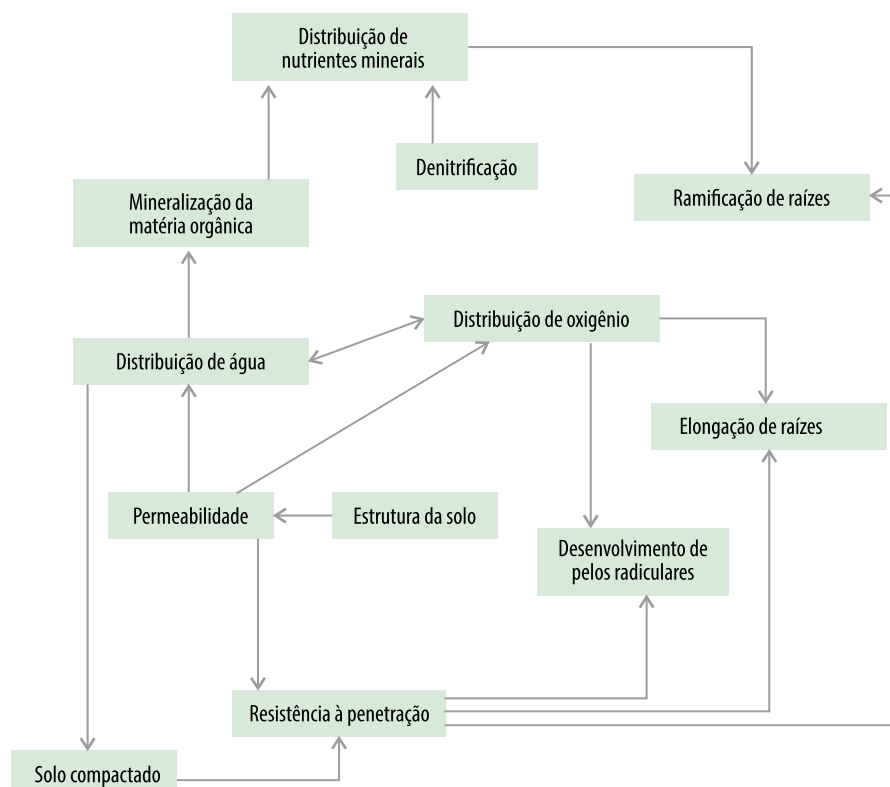 Distribuição de
nutrientes minerais
Denitrificação
Mineralização da
matéria orgânica
Ramificação de raízes
Distribuição de oxigênio
Distribuição de água
Elongação de raízes
Permeabilidade
Estrutura da solo
Desenvolvimento de
pelos radiculares
Resistência à penetração
Solo compactado